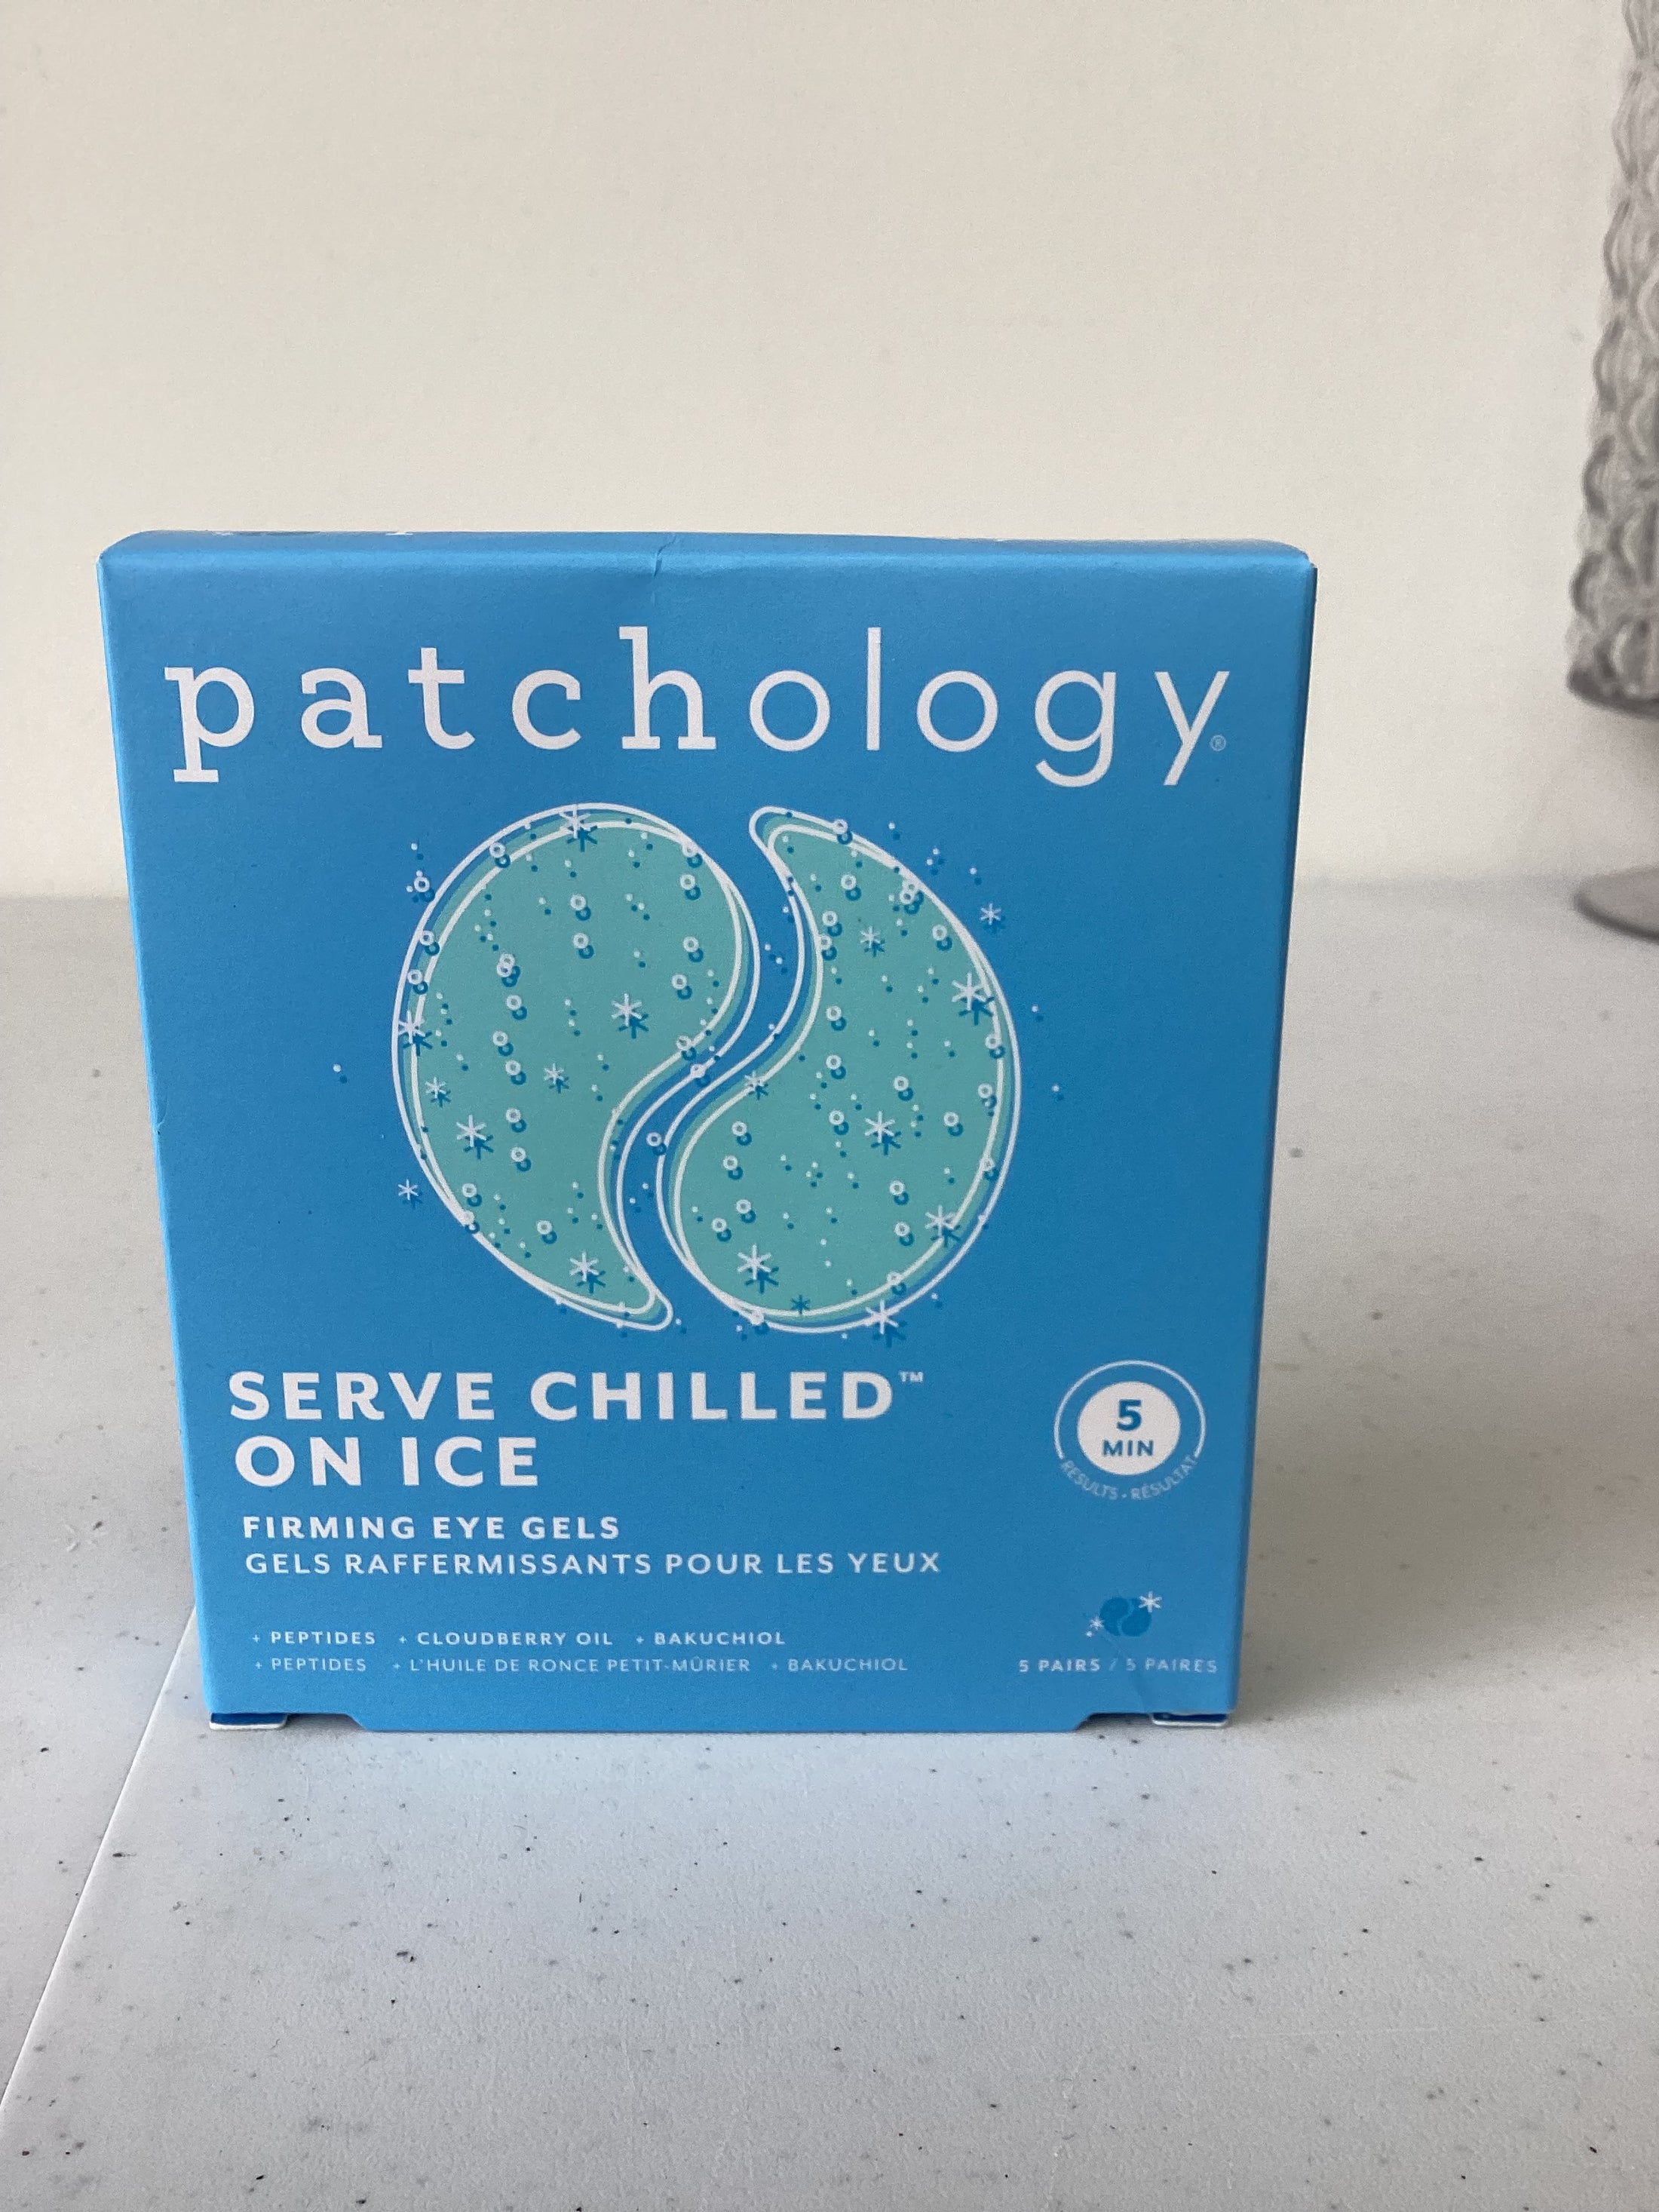 patchology®
SERVE CHILLED™
ON ICE
5
MIN
RESULTS • RÉSULTAT
FIRMING EYE GELS
GELS RAFFERMISSANTS POUR LES YEUX
+ PEPTIDES + CLOUDBERRY OIL + BAKUCHIOL
+ PEPTIDES + L'HUILE DE RONCE PETIT-MÛRIER + BAKUCHIOL
5 PAIRS / 5 PAIRES